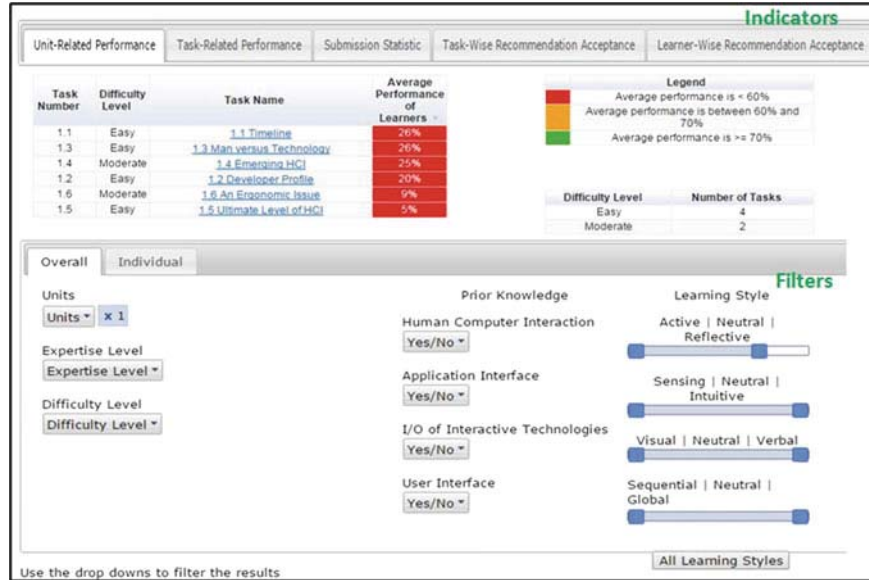 Indicators
Unit-Related Performance Task-Related Performance Submission Statistic Task-Wise Recommendation Acceptance Learner-Wise Recommendation Acceptance
Task Number Difficulty Level Task Name Average Performance of Learners
1.1 Easy 1.1 Timeline 26%
1.3 Easy 1.3 Man versus Technology 26%
1.4 Moderate 1.4 Emerging HCI 25%
1.2 Easy 1.2 Developer Profile 20%
1.6 Moderate 1.6 An Ergonomic Issue 9%
1.5 Easy 1.5 Ultimate Level of HCI 5%
Legend
Average performance is < 60%
Average performance is between 60% and
70%
Average performance is >= 70%
Difficulty Level Number of Tasks
Easy 4
Moderate 2
Overall Individual
Filters
Units
Units x 1
Expertise Level
Expertise Level
Difficulty Level
Difficulty Level
Prior Knowledge
Human Computer Interaction
Yes/No
Application Interface
Yes/No
I/O of Interactive Technologies
Yes/No
User Interface
Yes/No
Learning Style
Active | Neutral |
Reflective
Sensing | Neutral |
Intuitive
Visual | Neutral | Verbal
Sequential | Neutral |
Global
All Learning Styles
Use the drop downs to filter the results